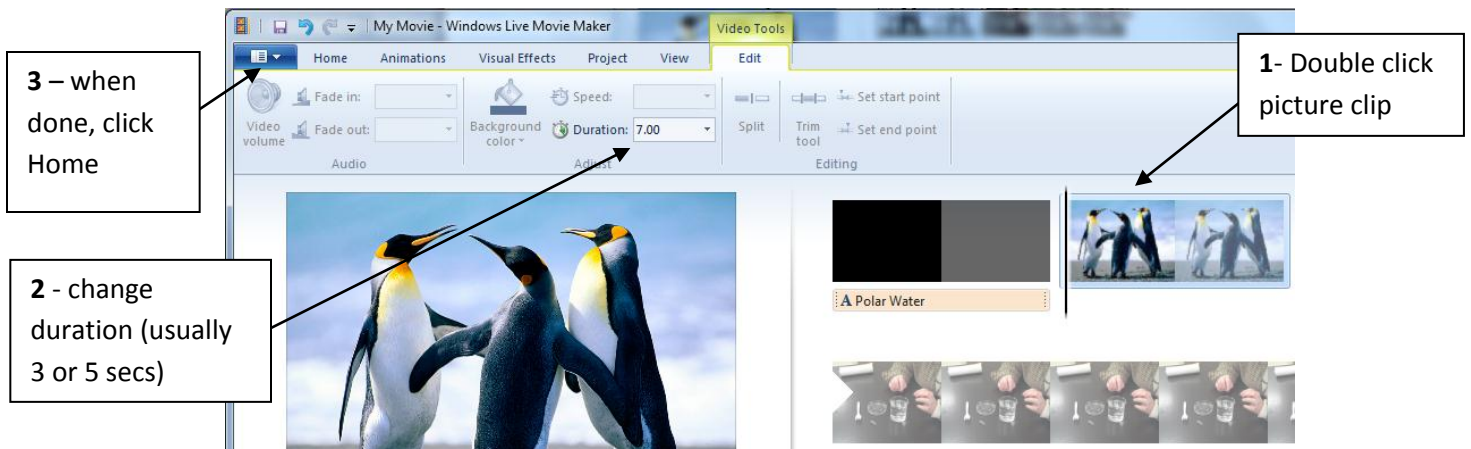 My Movie - Windows Live Movie Maker
Video Tools
Home Animations Visual Effects Project View Edit
3 – when
done, click
Home
1- Double click
picture clip
Video
volume
Fade in:
Fade out:
Audio
Background
color
Speed:
Duration: 7.00
Adjust
Split
Trim
tool
Set start point
Set end point
Editing
2 - change
duration (usually
3 or 5 secs)
A Polar Water